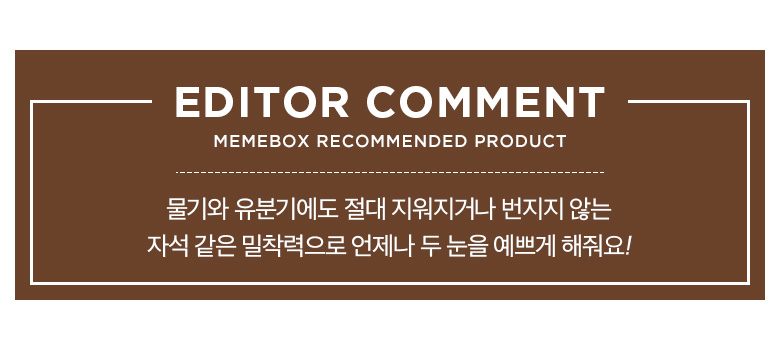 EDITOR COMMENT
MEMEBOX RECOMMENDED PRODUCT
물기와 유분기에도 절대 지워지거나 번지지 않는
자석 같은 밀착력으로 언제나 두 눈을 예쁘게 해줘요!